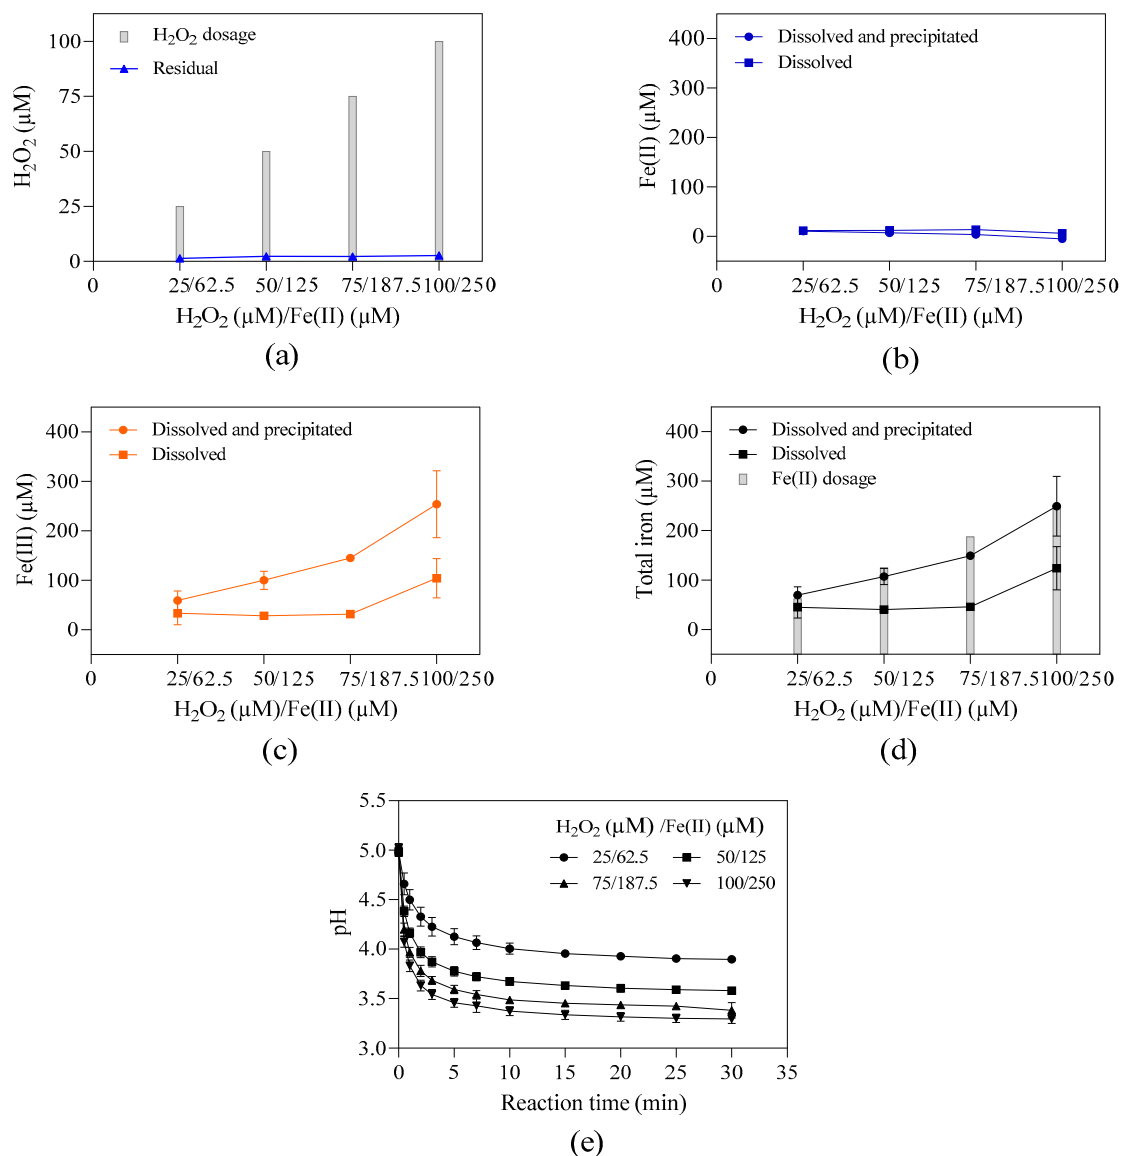 100
75
50
25
0
H₂O₂ (µM)
H₂O₂ dosage
Residual
0 25/62.5 50/125 75/187.5 100/250
H₂O₂ (µM)/Fe(II) (µM)
(a)
400
300
200
100
0
Fe(II) (µM)
Dissolved and precipitated
Dissolved
0 25/62.5 50/125 75/187.5 100/250
H₂O₂ (µM)/Fe(II) (µM)
(b)
400
300
200
100
0
Fe(III) (µM)
Dissolved and precipitated
Dissolved
0 25/62.5 50/125 75/187.5 100/250
H₂O₂ (µM)/Fe(II) (µM)
(c)
400
300
200
100
0
Total iron (µM)
Dissolved and precipitated
Dissolved
Fe(II) dosage
0 25/62.5 50/125 75/187.5 100/250
H₂O₂ (µM)/Fe(II) (µM)
(d)
5.5
5.0
4.5
4.0
3.5
3.0
pH
H₂O₂ (µM) /Fe(II) (µM)
25/62.5 50/125
75/187.5 100/250
0 5 10 15 20 25 30 35
Reaction time (min)
(e)